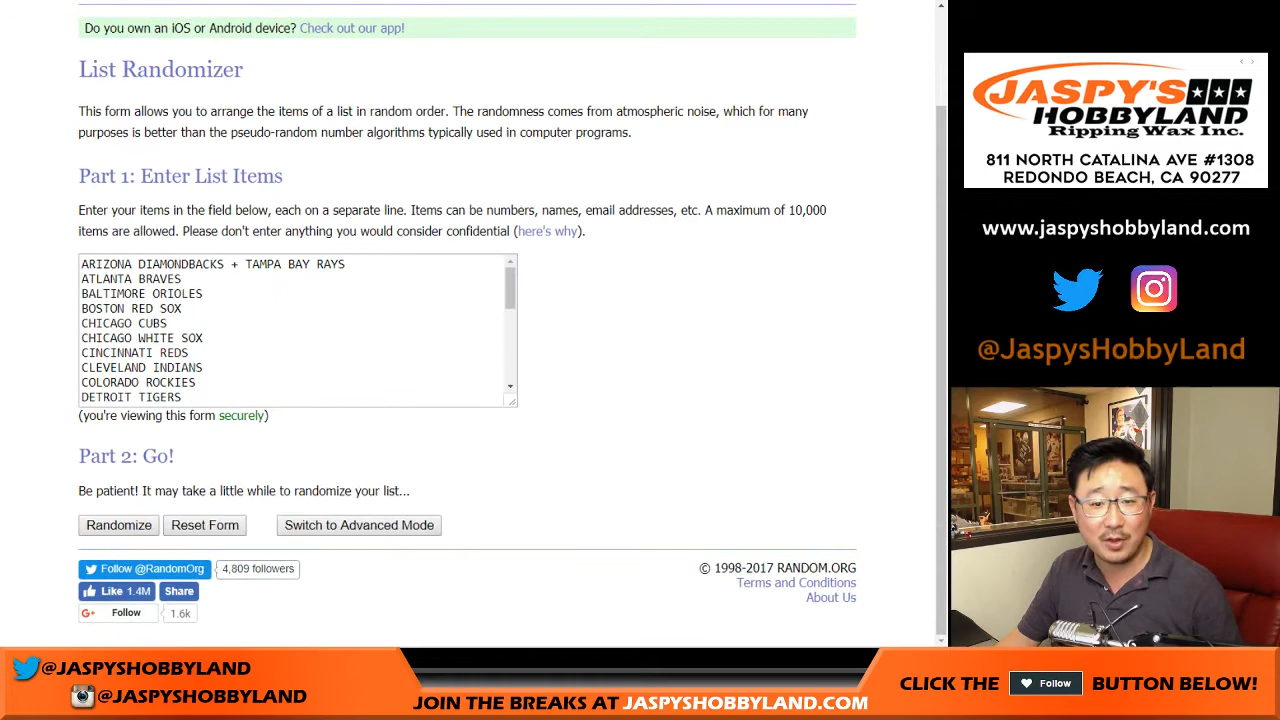 Do you own an iOS or Android device? Check out our app!
List Randomizer
This form allows you to arrange the items of a list in random order. The randomness comes from atmospheric noise, which for many
purposes is better than the pseudo-random number algorithms typically used in computer programs.
Part 1: Enter List Items
Enter your items in the field below, each on a separate line. Items can be numbers, names, email addresses, etc. A maximum of 10,000
items are allowed. Please don't enter anything you would consider confidential (here's why).
ARIZONA DIAMONDBACKS + TAMPA BAY RAYS
ATLANTA BRAVES
BALTIMORE ORIOLES
BOSTON RED SOX
CHICAGO CUBS
CHICAGO WHITE SOX
CINCINNATI REDS
CLEVELAND INDIANS
COLORADO ROCKIES
DETROIT TIGERS
(you're viewing this form securely)
Part 2: Go!
Be patient! It may take a little while to randomize your list...
Randomize Reset Form Switch to Advanced Mode
Follow @RandomOrg 4,809 followers
Like 1.4M Share
G+ Follow 1.6k
© 1998-2017 RANDOM.ORG
Terms and Conditions
About Us
JASPY'S
HOBBYLAND
Ripping Wax Inc.
811 NORTH CATALINA AVE #1308
REDONDO BEACH, CA 90277
www.jaspyshobbyland.com
@JaspysHobbyLand
@JASPYSHOBBYLAND
@JASPYSHOBBYLAND
JOIN THE BREAKS AT JASPYSHOBBYLAND.COM
CLICK THE Follow BUTTON BELOW!